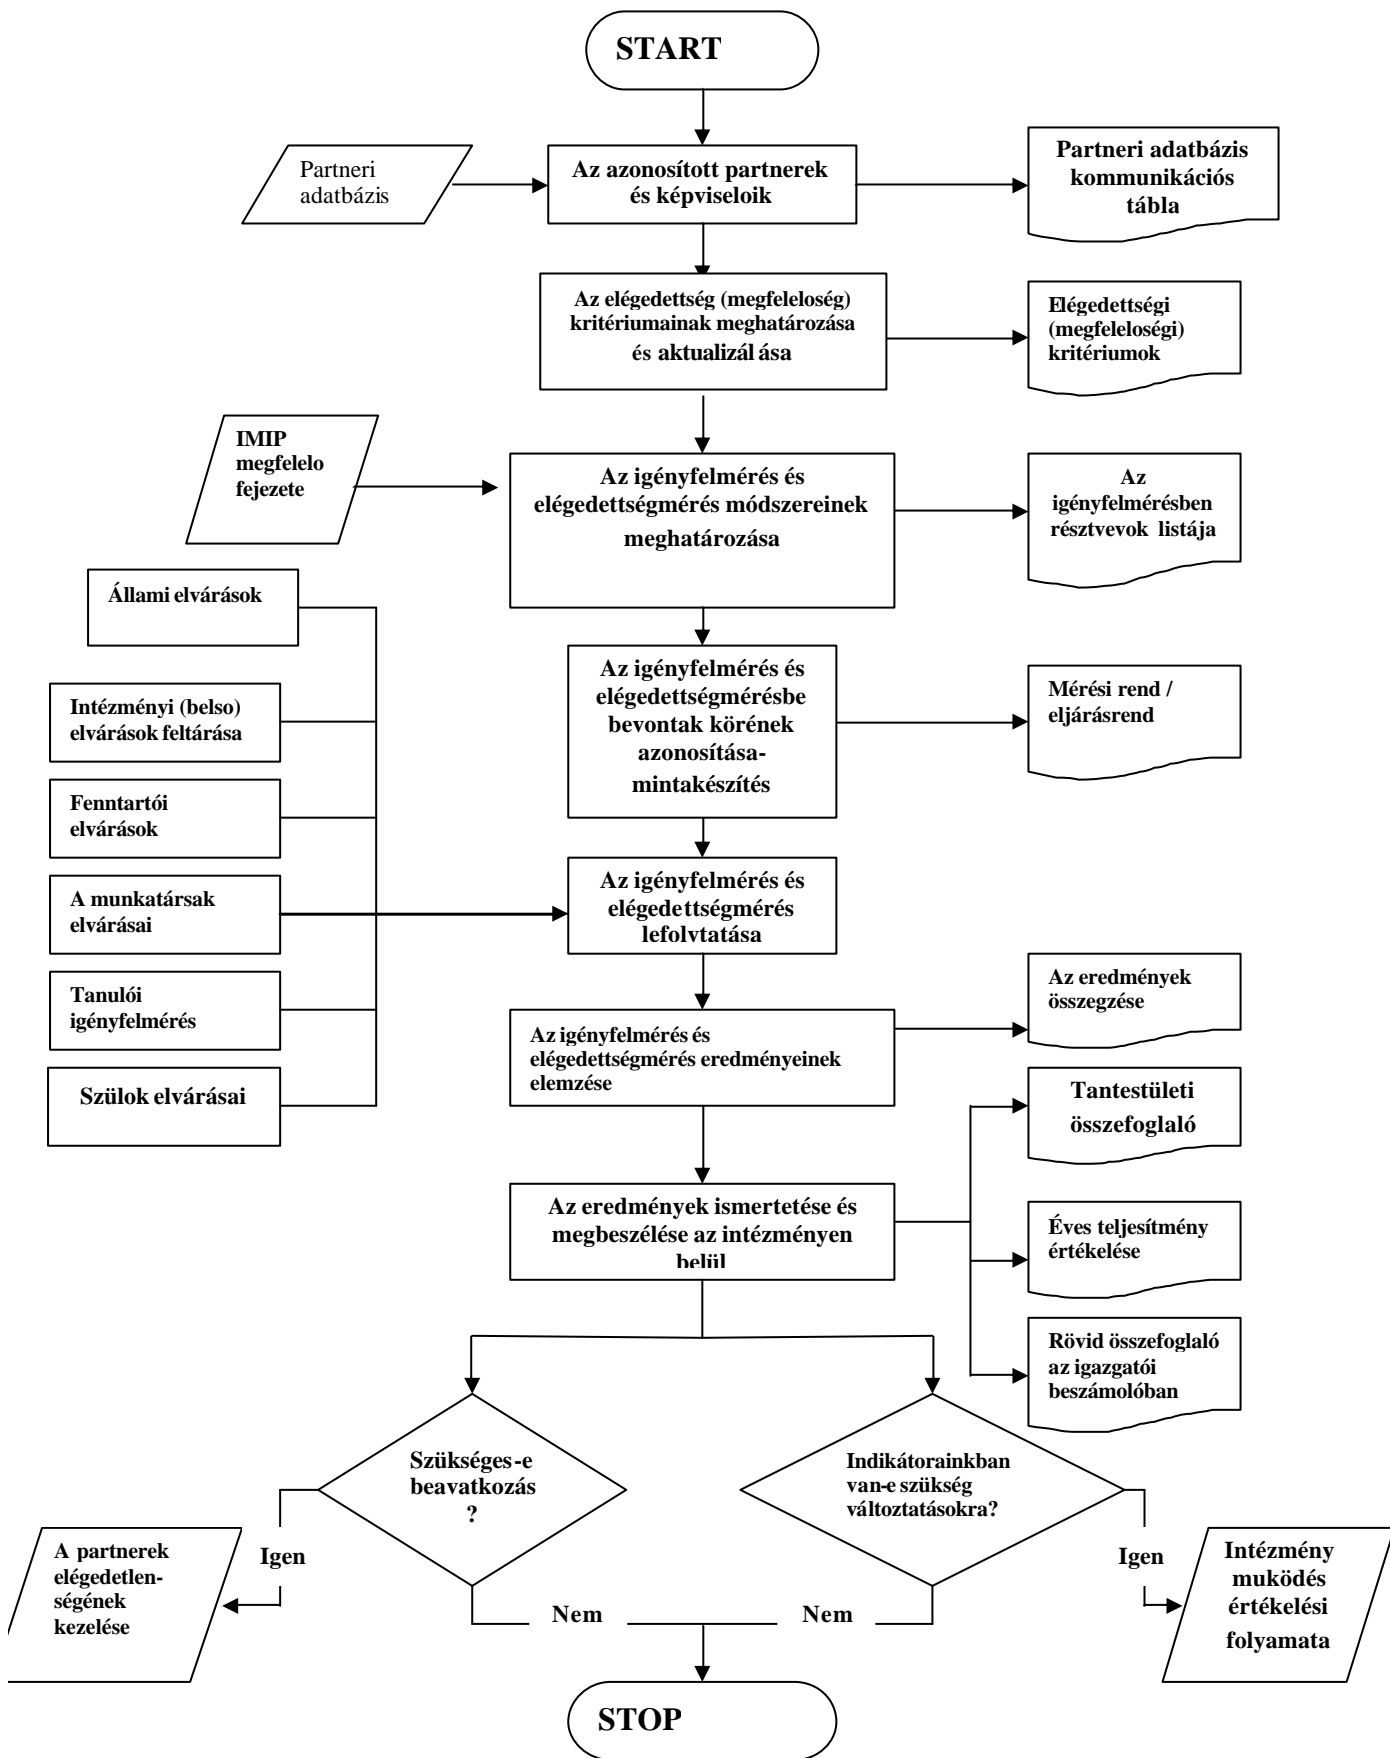 START
Partneri
adatbázis
Az azonosított partnerek
és képviseloik
Partneri adatbázis
kommunikációs
tábla
Az elégedettség (megfeleloség)
kritériumainak meghatározása
és aktualizál ása
Elégedettségi
(megfeleloségi)
kritériumok
IMIP
megfelelo
fejezete
Az igényfelmérés és
elégedettségmérés módszereinek
meghatározása
Az
igényfelmérésben
résztvevok listája
Állami elvárások
Intézményi (belso)
elvárások feltárása
Fenntartói
elvárások
A munkatársak
elvárásai
Tanulói
igényfelmérés
Szülok elvárásai
Az igényfelmérés és
elégedettségmérésbe
bevontak körének
azonosítása-
mintakészítés
Mérési rend /
eljárásrend
Az igényfelmérés és
elégedettségmérés
lefolvtatása
Az igényfelmérés és
elégedettségmérés eredményeinek
elemzése
Az eredmények
összegzése
Tantestületi
összefoglaló
Az eredmények ismertetése és
megbeszélése az intézményen
belül
Éves teljesítmény
értékelése
Rövid összefoglaló
az igazgatói
beszámolóban
Szükséges-e
beavatkozás
?
Indikátorainkban
van-e szükség
változtatásokra?
A partnerek
elégedetlen-
ségének
kezelése
Igen
Nem
Nem
Igen
Intézmény
muködés
értékelési
folyamata
STOP